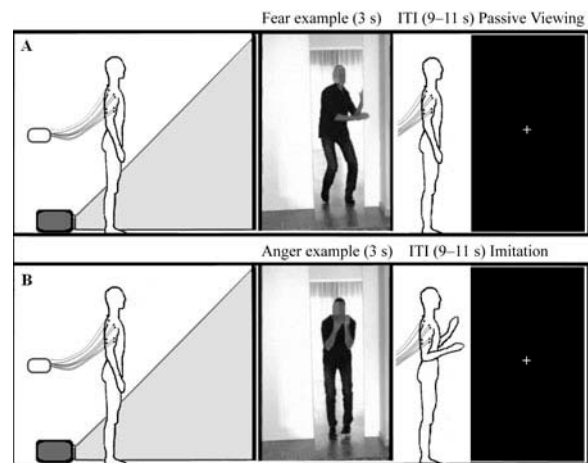 Fear example (3 s) ITI (9–11 s) Passive Viewing
A
Anger example (3 s) ITI (9–11 s) Imitation
B